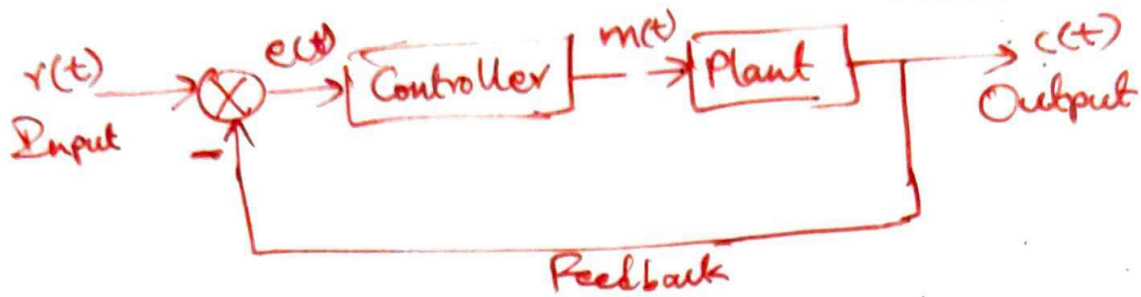 r(t)
Input
e(t)
Controller
m(t)
Plant
c(t)
Output
-
Feedback